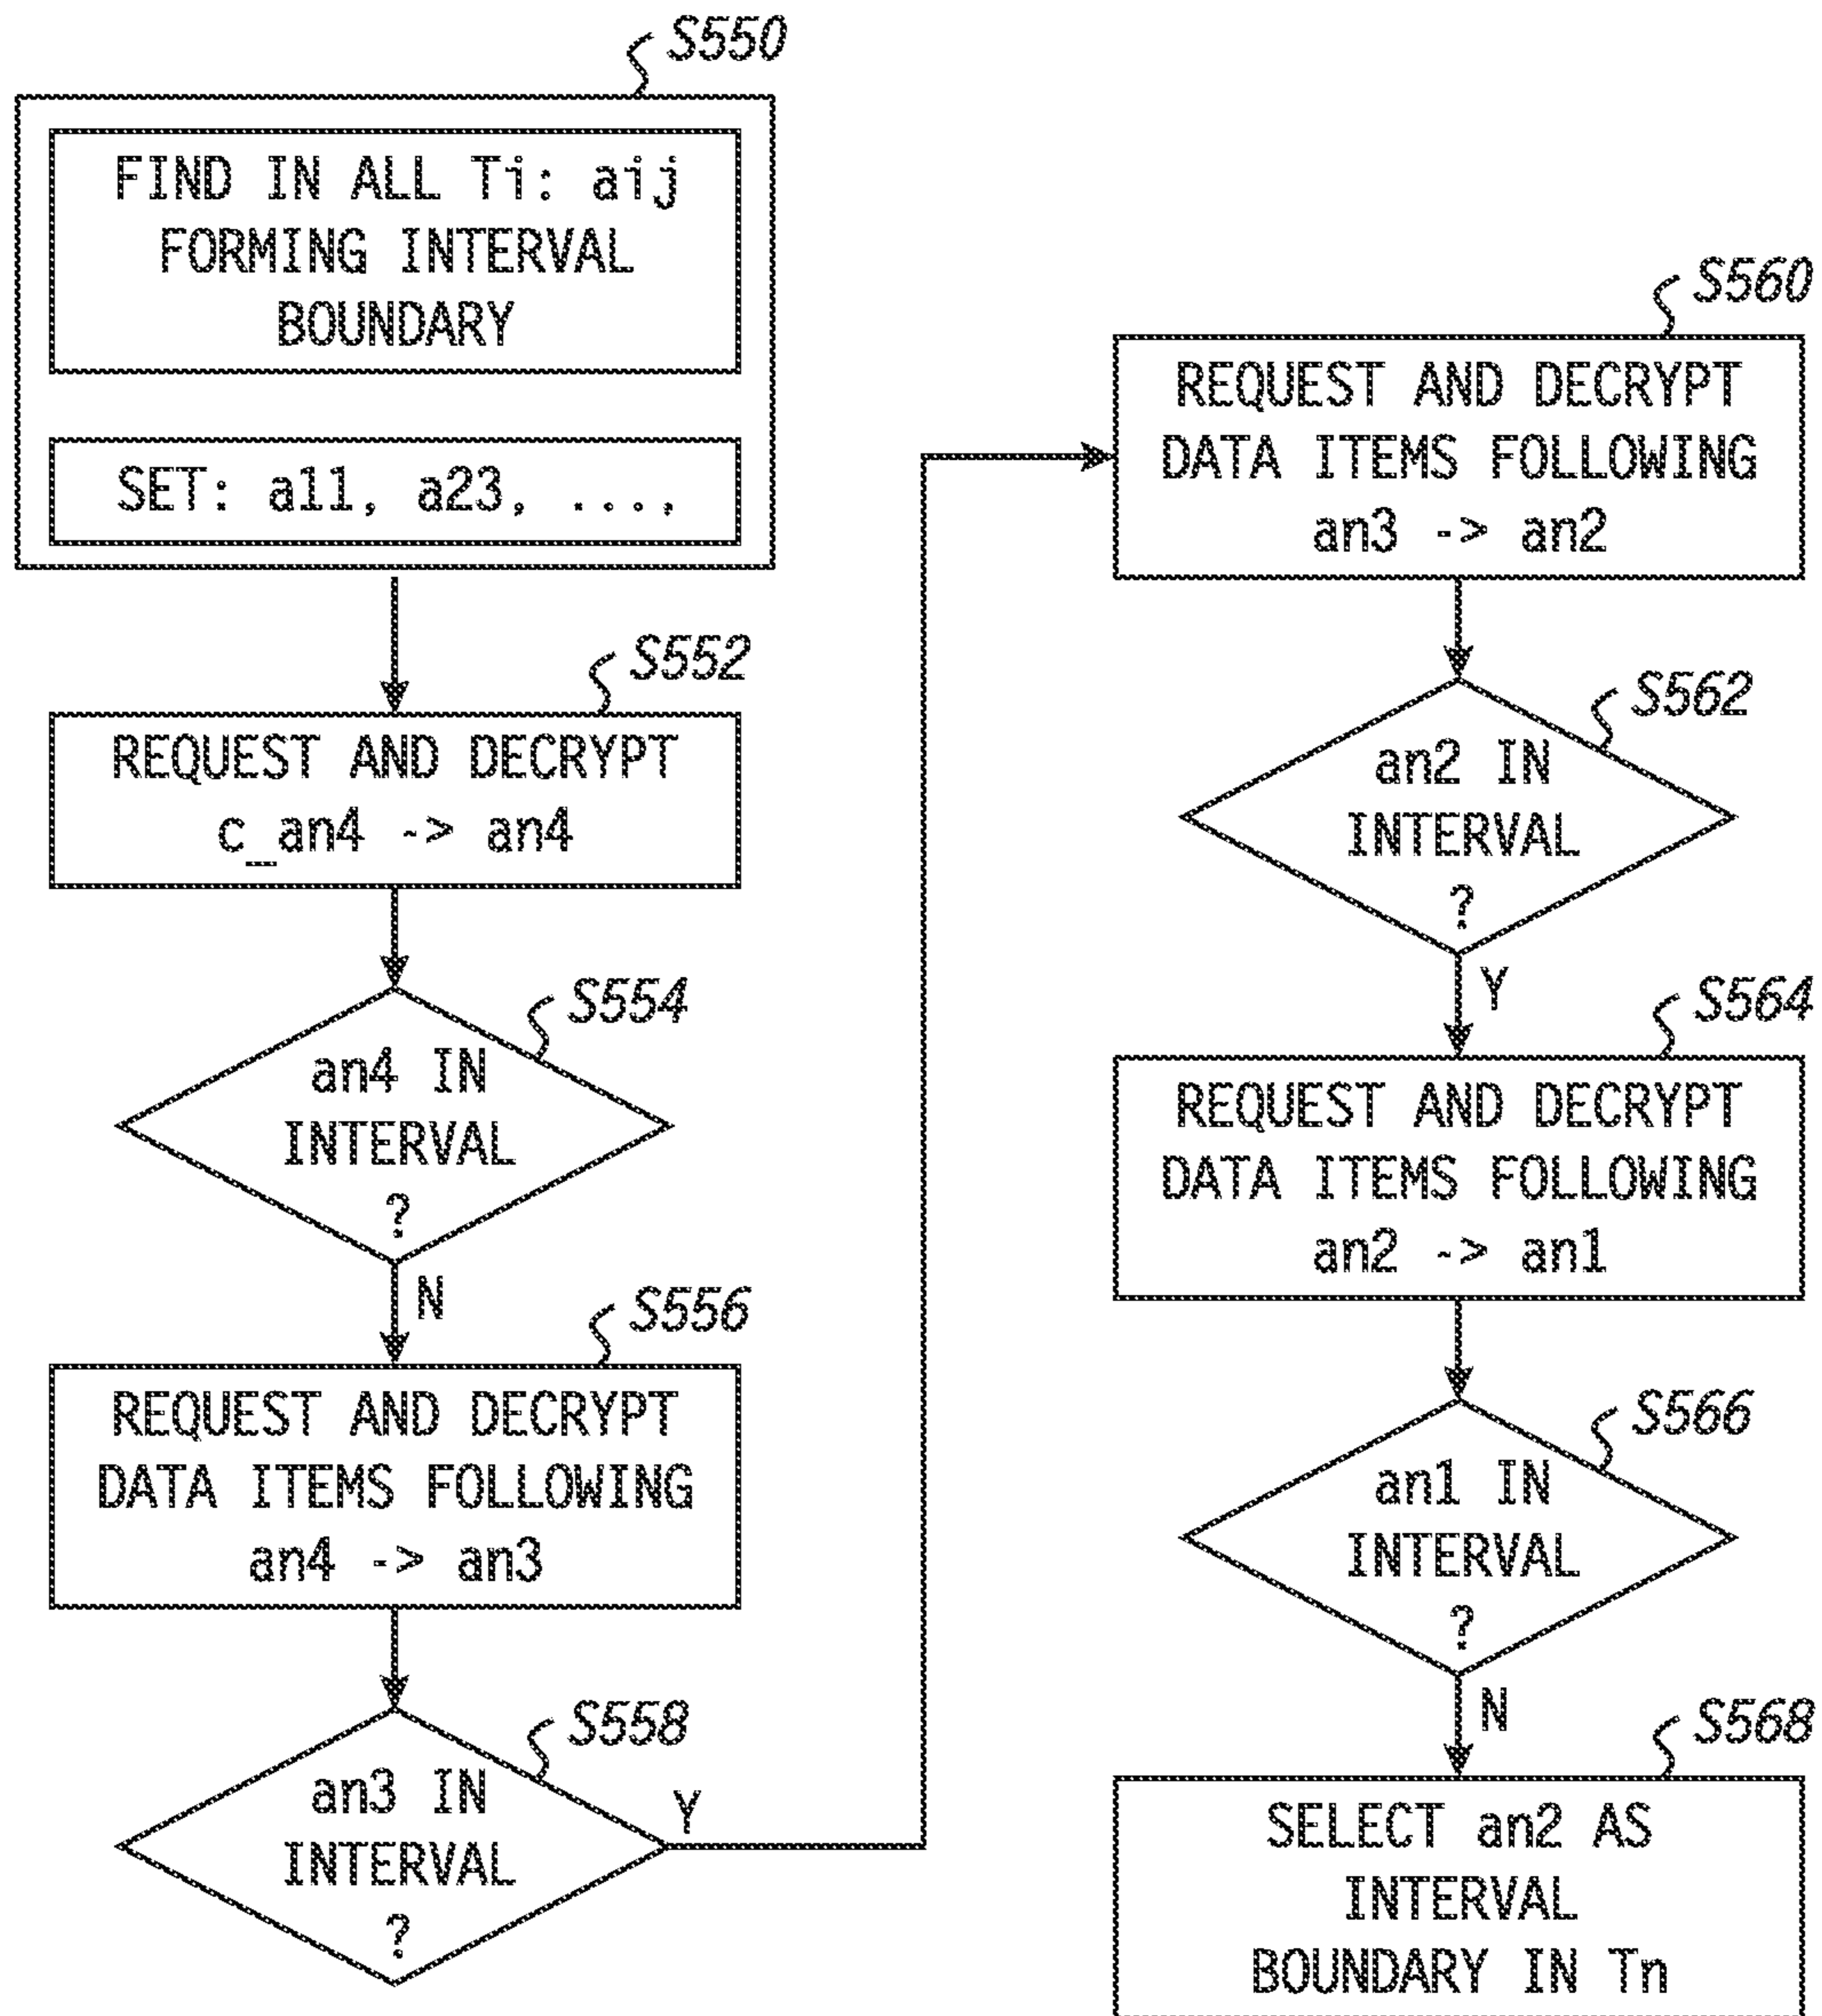 S550
FIND IN ALL Ti: aij
FORMING INTERVAL
BOUNDARY
SET: a11, a23, ...,
S552
REQUEST AND DECRYPT
c_an4 -> an4
S554
an4 IN
INTERVAL
?
N
S556
REQUEST AND DECRYPT
DATA ITEMS FOLLOWING
an4 -> an3
S558
an3 IN
INTERVAL
?
Y
S560
REQUEST AND DECRYPT
DATA ITEMS FOLLOWING
an3 -> an2
S562
an2 IN
INTERVAL
?
Y
S564
REQUEST AND DECRYPT
DATA ITEMS FOLLOWING
an2 -> an1
S566
an1 IN
INTERVAL
?
N
S568
SELECT an2 AS
INTERVAL
BOUNDARY IN Tn